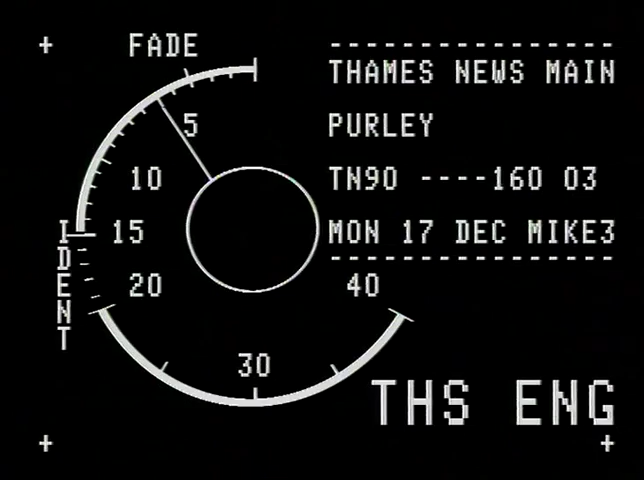 FADE
----------------
THAMES NEWS MAIN
PURLEY
TN90 ----160 03
MON 17 DEC MIKE3
----------------
5
10
15
20
30
40
IDENT
THS ENG